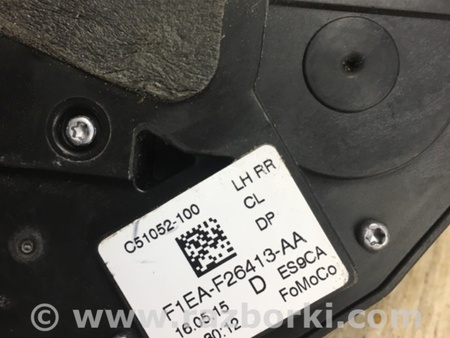 C51052-100
LH RR
CL
DP
F1EA-F26413-AA
16.05.15
D
ES9CA
FoMoCo
www.razborki.com